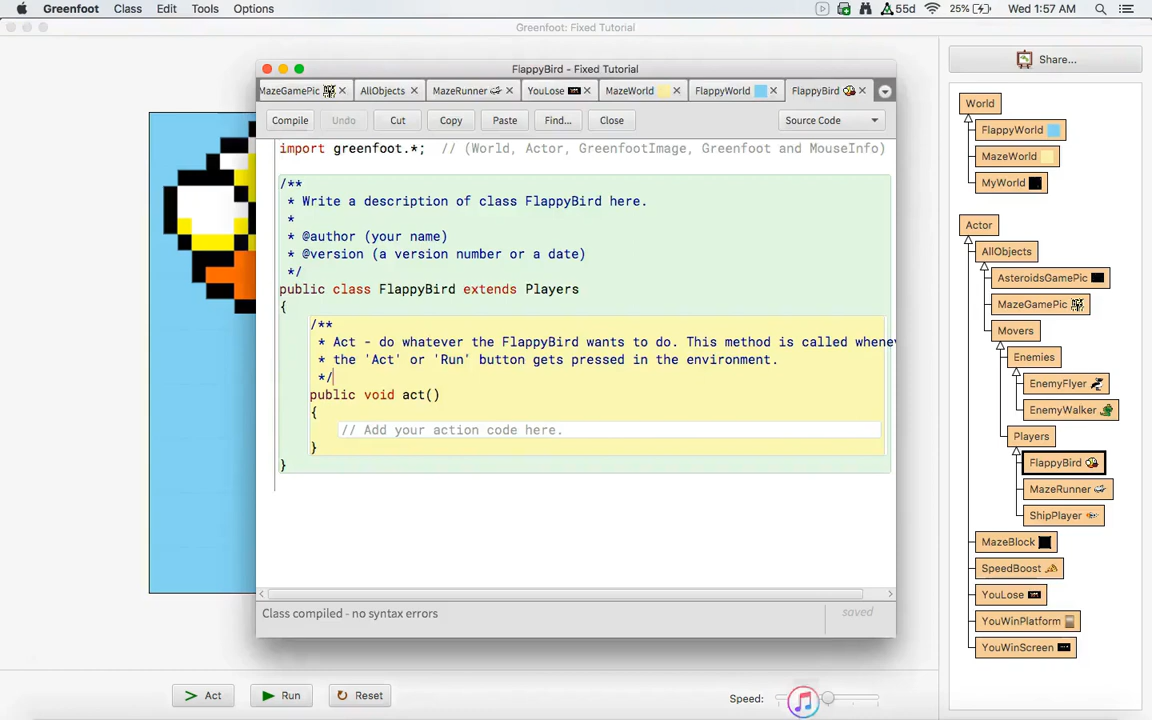 Greenfoot Class Edit Tools Options 55d 25% Wed 1:57 AM
Greenfoot: Fixed Tutorial
FlappyBird - Fixed Tutorial
MazeGamePic AllObjects MazeRunner YouLose MazeWorld FlappyWorld FlappyBird
Compile Undo Cut Copy Paste Find... Close Source Code
import greenfoot.*;  // (World, Actor, GreenfootImage, Greenfoot and MouseInfo)
/**
 * Write a description of class FlappyBird here.
 *
 * @author (your name)
 * @version (a version number or a date)
 */
public class FlappyBird extends Players
{
/**
 * Act - do whatever the FlappyBird wants to do. This method is called whenev
 * the 'Act' or 'Run' button gets pressed in the environment.
 */
public void act()
{
// Add your action code here.
}
}
Class compiled - no syntax errors
saved
Share...
World
FlappyWorld
MazeWorld
MyWorld
Actor
AllObjects
AsteroidsGamePic
MazeGamePic
Movers
Enemies
EnemyFlyer
EnemyWalker
Players
FlappyBird
MazeRunner
ShipPlayer
MazeBlock
SpeedBoost
YouLose
YouWinPlatform
YouWinScreen
Act Run Reset Speed: